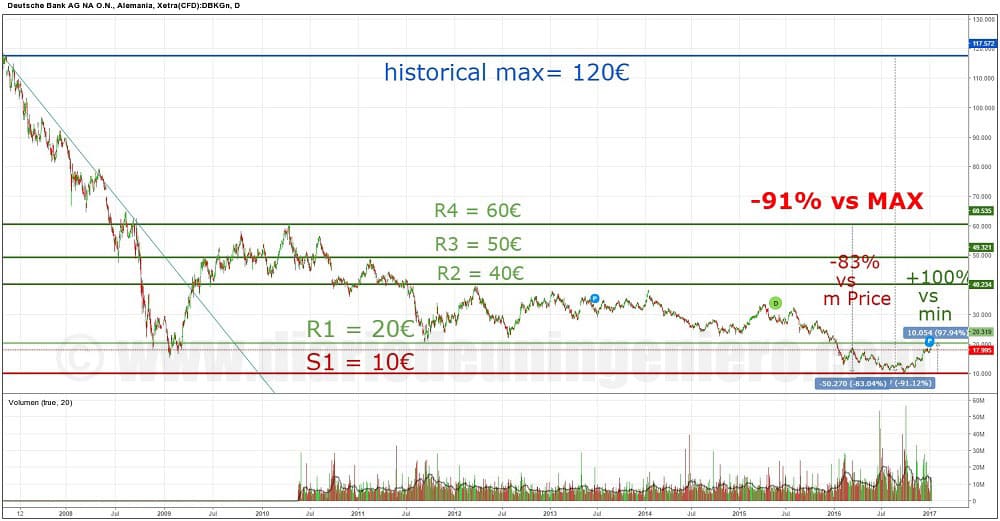 Deutsche Bank AG NA O.N., Alemania, Xetra(CFD):DBKGn, D
130.000
117.572
historical max= 120€
110.000
100.000
90.000
80.000
70.000
-91% vs MAX
R4 = 60€
60.535
60.000
R3 = 50€
49.321
50.000
-83%
vs
m Price
+100%
vs
min
R2 = 40€
40.234
30.000
R1 = 20€
10.054 (97.94%)
20.319
P
D
P
17.995
S1 = 10€
10.000
-50.270 (-83.04%)
(-91.12%)
Volumen (true, 20)
60M
50M
40M
30M
20M
10M
0
12 2008 Jul 2009 Jul 2010 Jul 2011 Jul 2012 Jul 2013 Jul 2014 Jul 2015 Jul 2016 Jul 2017